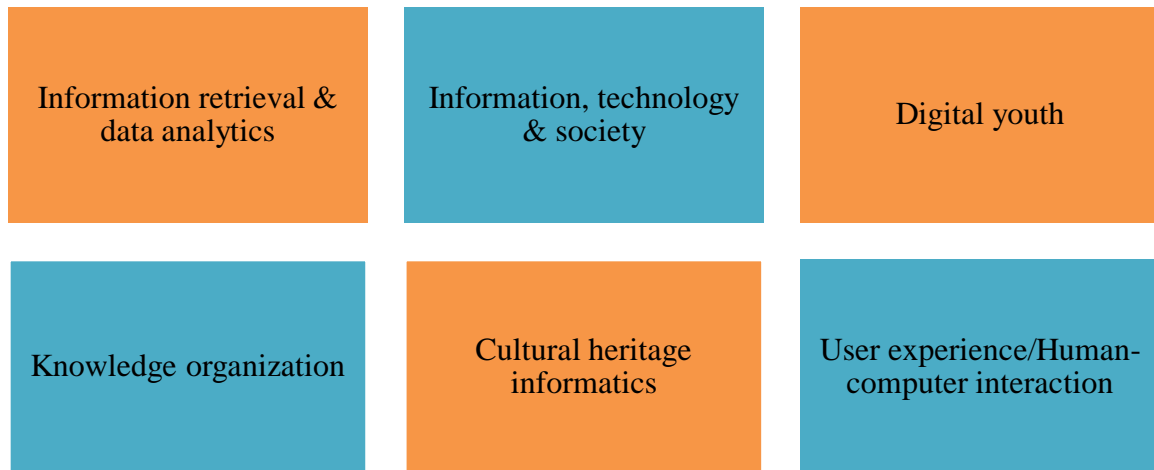 Information retrieval &
data analytics
Information, technology
& society
Digital youth
Knowledge organization
Cultural heritage
informatics
User experience/Human-
computer interaction